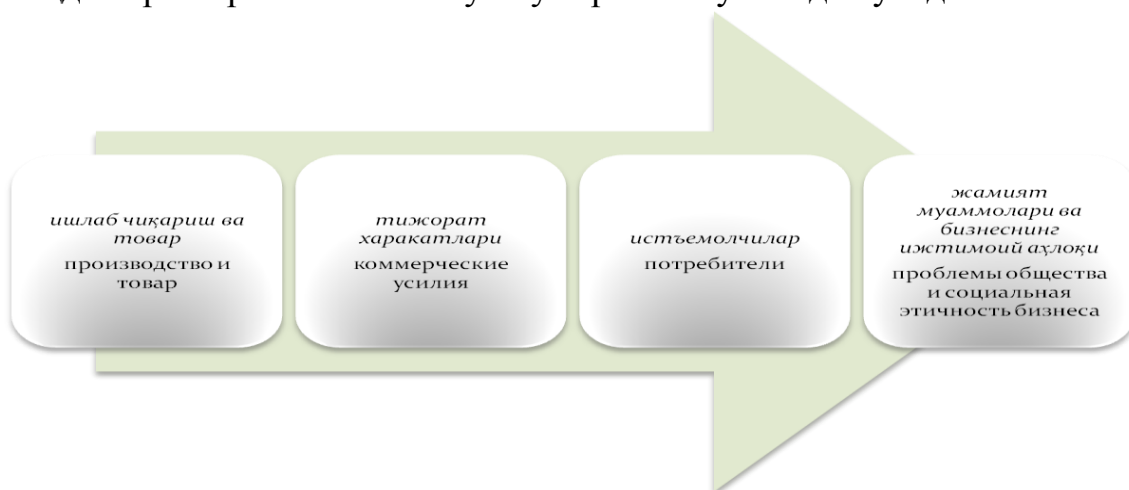 ишлаб чиқариш ва
товар
производство и
товар
тижорат
харакатлари
коммерческие
усилия
истъемолчилар
потребители
жамият
муаммолари ва
бизнеснинг
ижтимоий аҳлоқи
проблемы общества
и социальная
этичность бизнеса